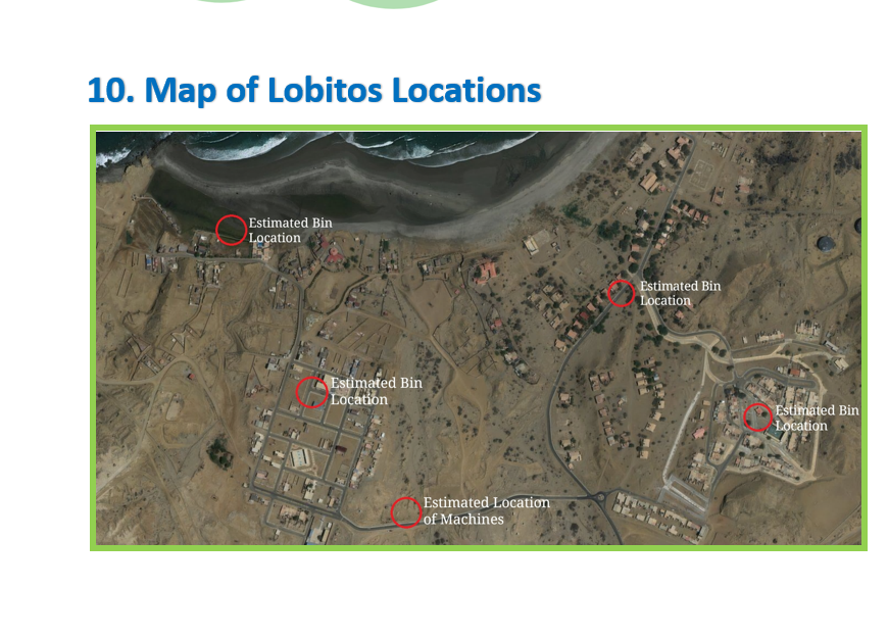 10. Map of Lobitos Locations
Estimated Bin
Location
Estimated Bin
Location
Estimated Bin
Location
Estimated Bin
Location
Estimated Location
of Machines